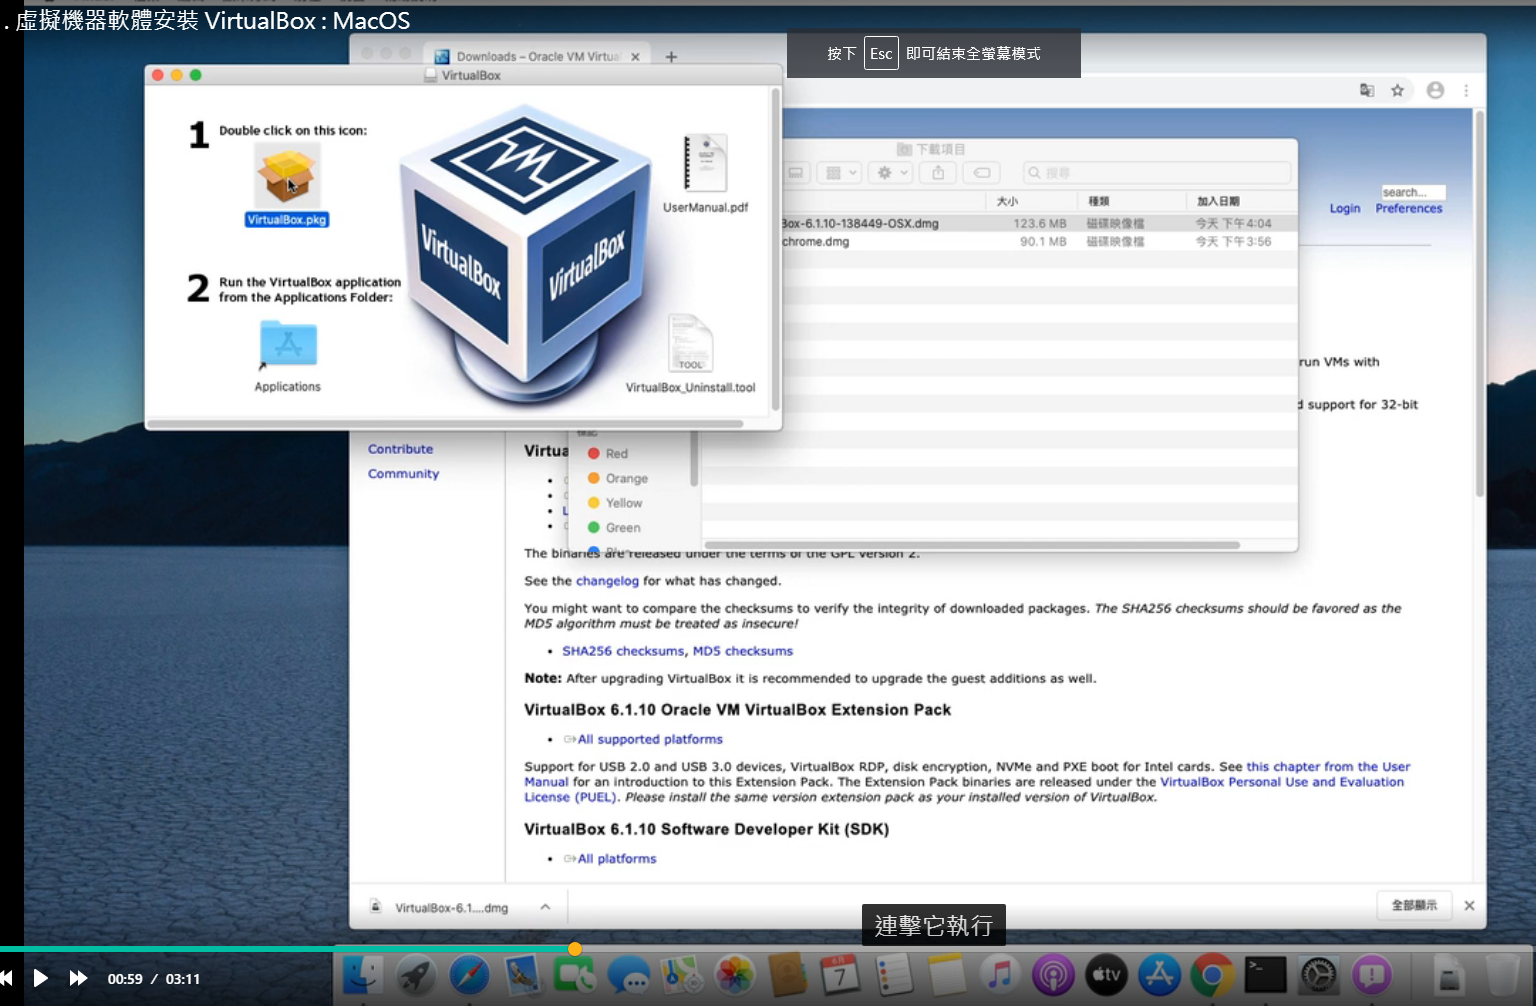 . 虛擬機器軟體安裝 VirtualBox : MacOS
按下 Esc 即可結束全螢幕模式
Downloads – Oracle VM Virtua
VirtualBox
1 Double click on this icon:
VirtualBox.pkg
2 Run the VirtualBox application
from the Applications Folder:
Applications
VirtualBox
VirtualBox
UserManual.pdf
TOOL
VirtualBox_Uninstall.tool
下載項目
搜尋
大小 種類 加入日期
Box-6.1.10-138449-OSX.dmg 123.6 MB 磁碟映像檔 今天 下午4:04
chrome.dmg 90.1 MB 磁碟映像檔 今天 下午3:56
search...
Login Preferences
run VMs with
d support for 32-bit
Contribute
Community
Virtua
Red
Orange
Yellow
Green
Blue
The binaries are released under the terms of the GPL version 2.
See the changelog for what has changed.
You might want to compare the checksums to verify the integrity of downloaded packages. The SHA256 checksums should be favored as the
MD5 algorithm must be treated as insecure!
• SHA256 checksums, MD5 checksums
Note: After upgrading VirtualBox it is recommended to upgrade the guest additions as well.
VirtualBox 6.1.10 Oracle VM VirtualBox Extension Pack
• All supported platforms
Support for USB 2.0 and USB 3.0 devices, VirtualBox RDP, disk encryption, NVMe and PXE boot for Intel cards. See this chapter from the User
Manual for an introduction to this Extension Pack. The Extension Pack binaries are released under the VirtualBox Personal Use and Evaluation
License (PUEL). Please install the same version extension pack as your installed version of VirtualBox.
VirtualBox 6.1.10 Software Developer Kit (SDK)
• All platforms
VirtualBox-6.1....dmg
全部顯示
連擊它執行
00:59 / 03:11
7
tv